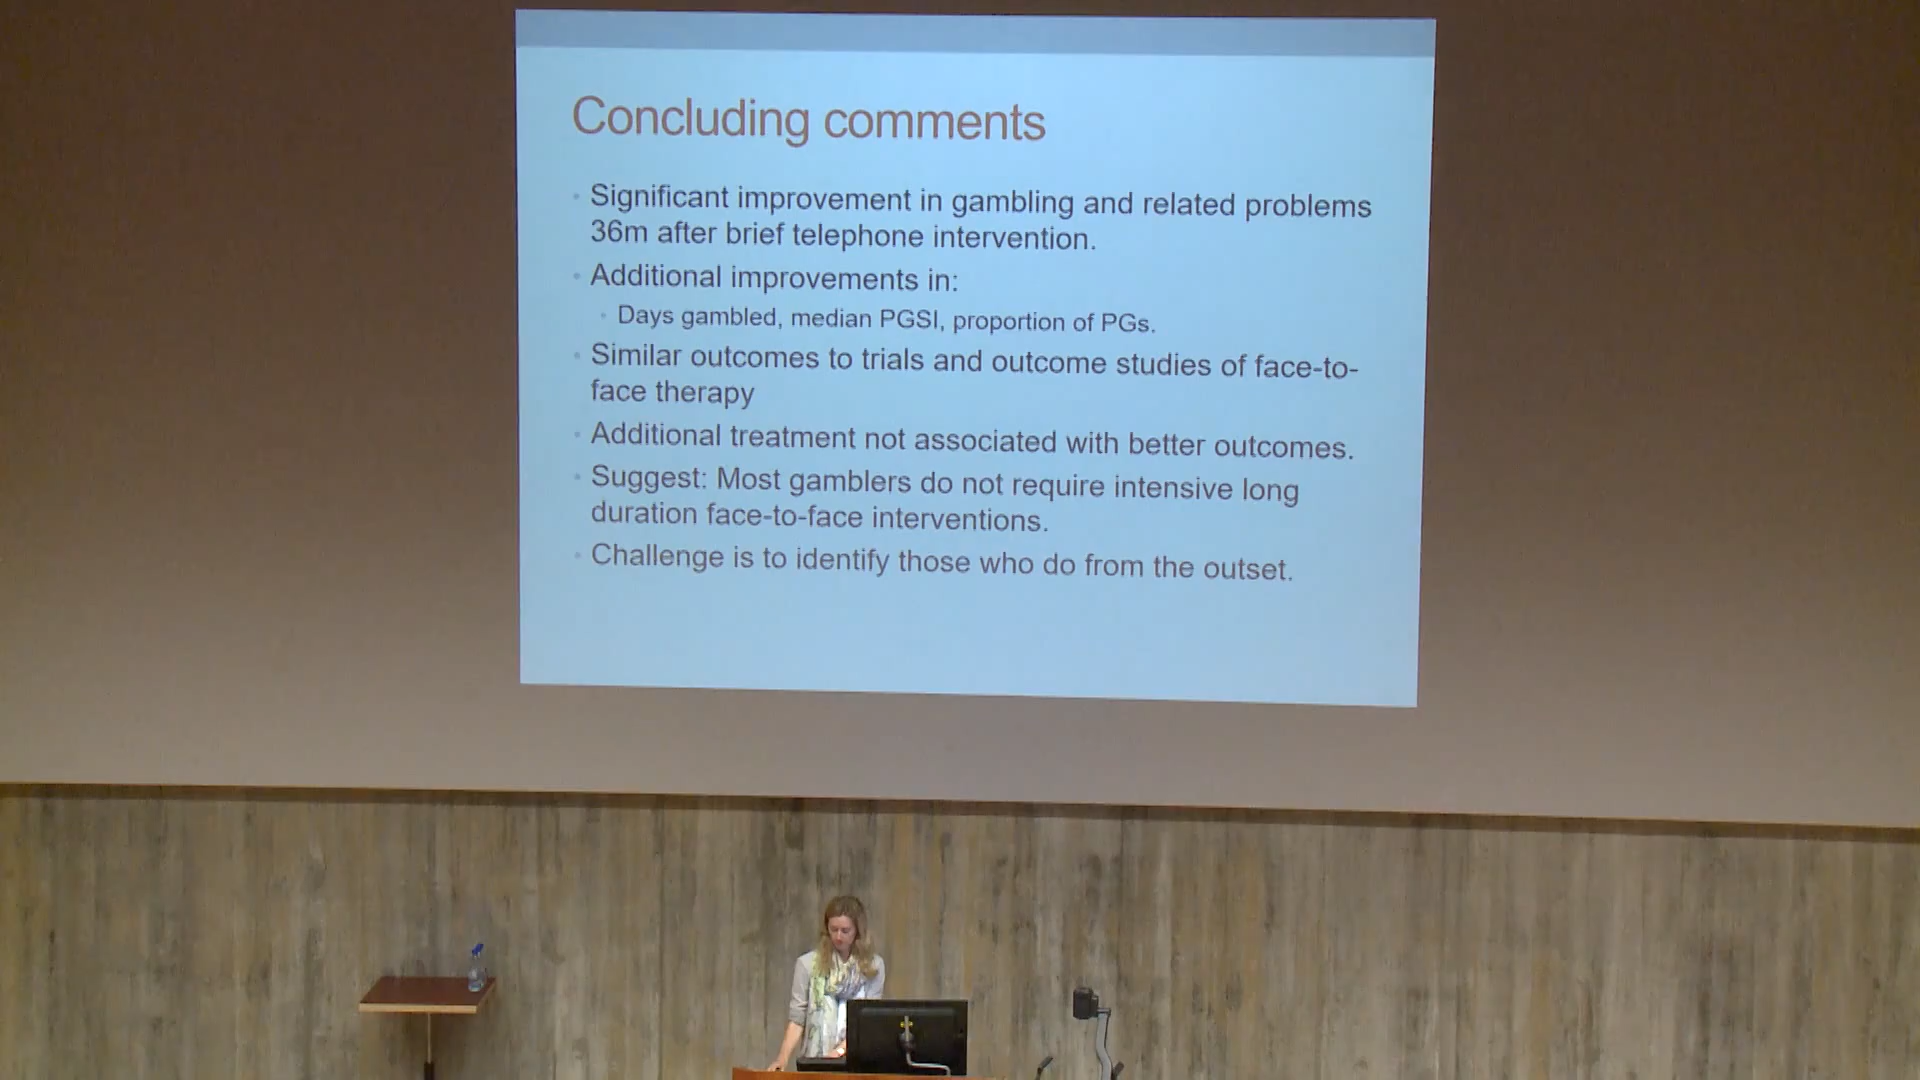 Concluding comments
Significant improvement in gambling and related problems
36m after brief telephone intervention.
Additional improvements in:
Days gambled, median PGSI, proportion of PGs.
Similar outcomes to trials and outcome studies of face-to-
face therapy
Additional treatment not associated with better outcomes.
Suggest: Most gamblers do not require intensive long
duration face-to-face interventions.
Challenge is to identify those who do from the outset.